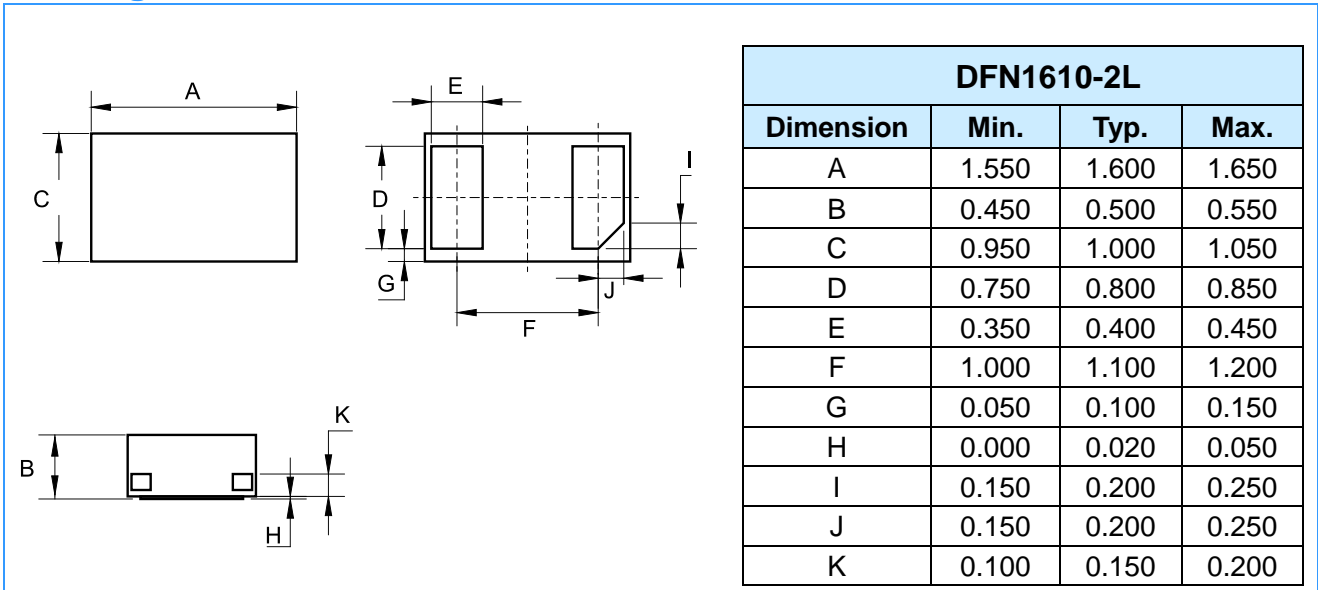 A
C
E
D
I
G
J
F
K
B
H
DFN1610-2L
Dimension Min. Typ. Max.
A 1.550 1.600 1.650
B 0.450 0.500 0.550
C 0.950 1.000 1.050
D 0.750 0.800 0.850
E 0.350 0.400 0.450
F 1.000 1.100 1.200
G 0.050 0.100 0.150
H 0.000 0.020 0.050
I 0.150 0.200 0.250
J 0.150 0.200 0.250
K 0.100 0.150 0.200